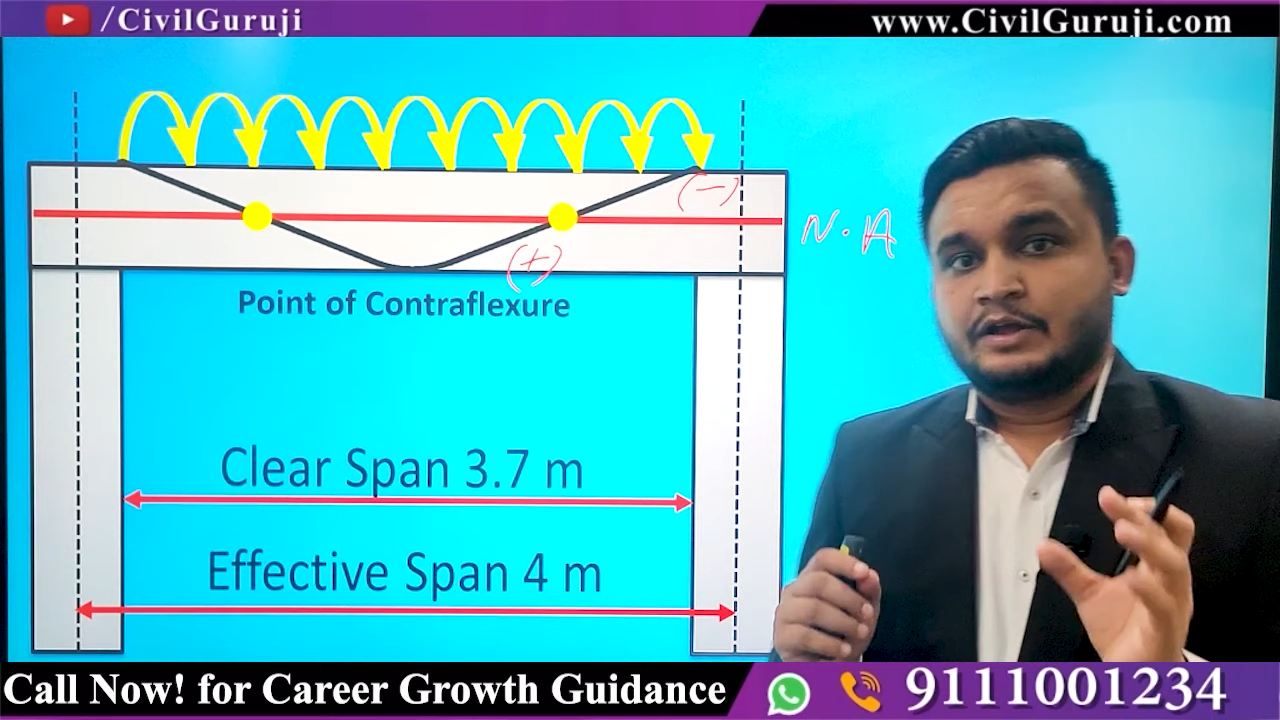 /CivilGuruji
www.CivilGuruji.com
(-)
N.A
(+)
Point of Contraflexure
Clear Span 3.7 m
Effective Span 4 m
Call Now! for Career Growth Guidance
9111001234